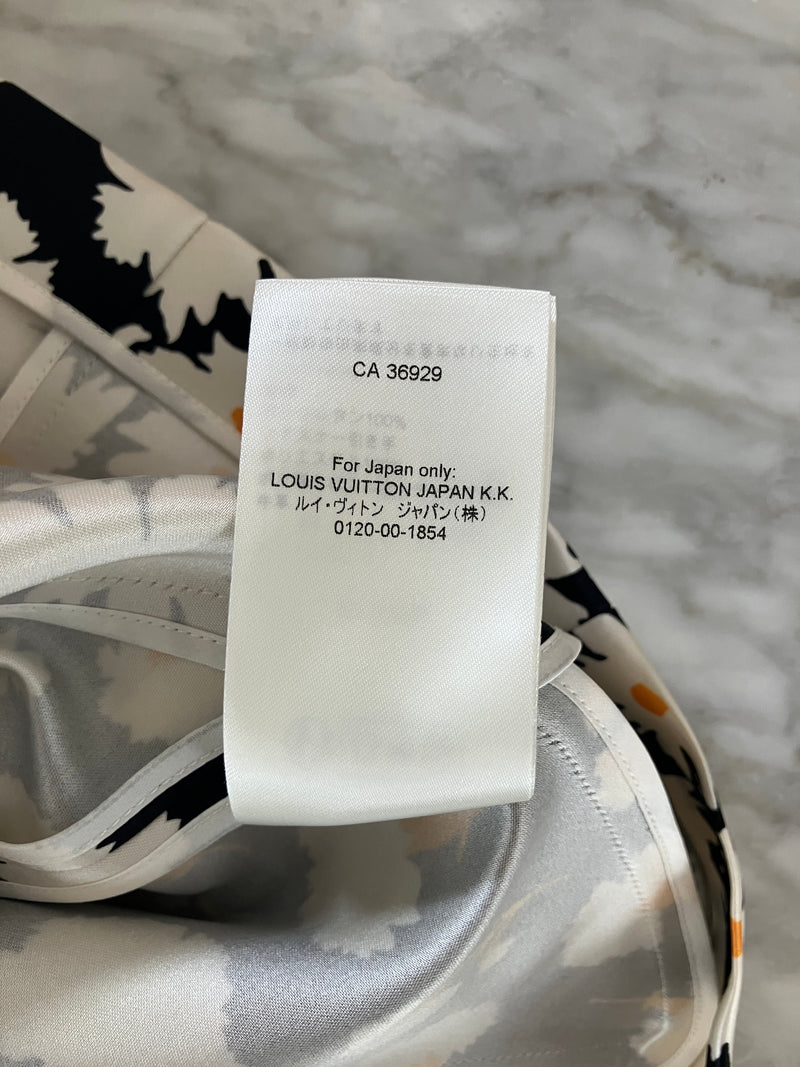 CA 36929
For Japan only:
LOUIS VUITTON JAPAN K.K.
ルイ・ヴィトン ジャパン(株)
0120-00-1854